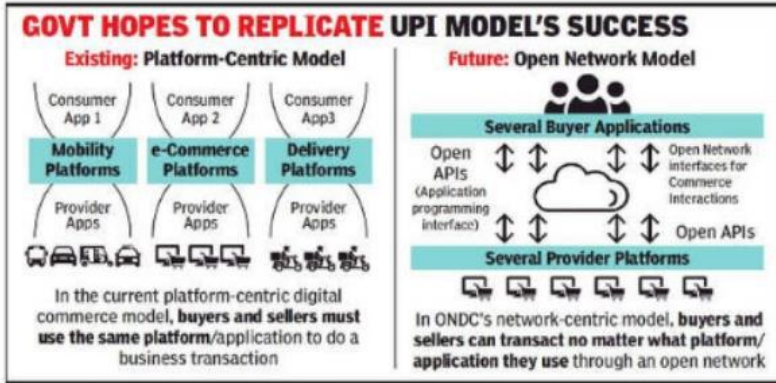 GOVT HOPES TO REPLICATE UPI MODEL'S SUCCESS
Existing: Platform-Centric Model
Consumer
App 1
Consumer
App 2
Consumer
App3
Mobility
Platforms
e-Commerce
Platforms
Delivery
Platforms
Provider
Apps
Provider
Apps
Provider
Apps
In the current platform-centric digital
commerce model, buyers and sellers must
use the same platform/application to do a
business transaction
Future: Open Network Model
Several Buyer Applications
Open
APIs
(Application
programming
interface)
Open Network
interfaces for
Commerce
Interactions
Open APIs
Several Provider Platforms
In ONDC's network-centric model, buyers and
sellers can transact no matter what platform/
application they use through an open network